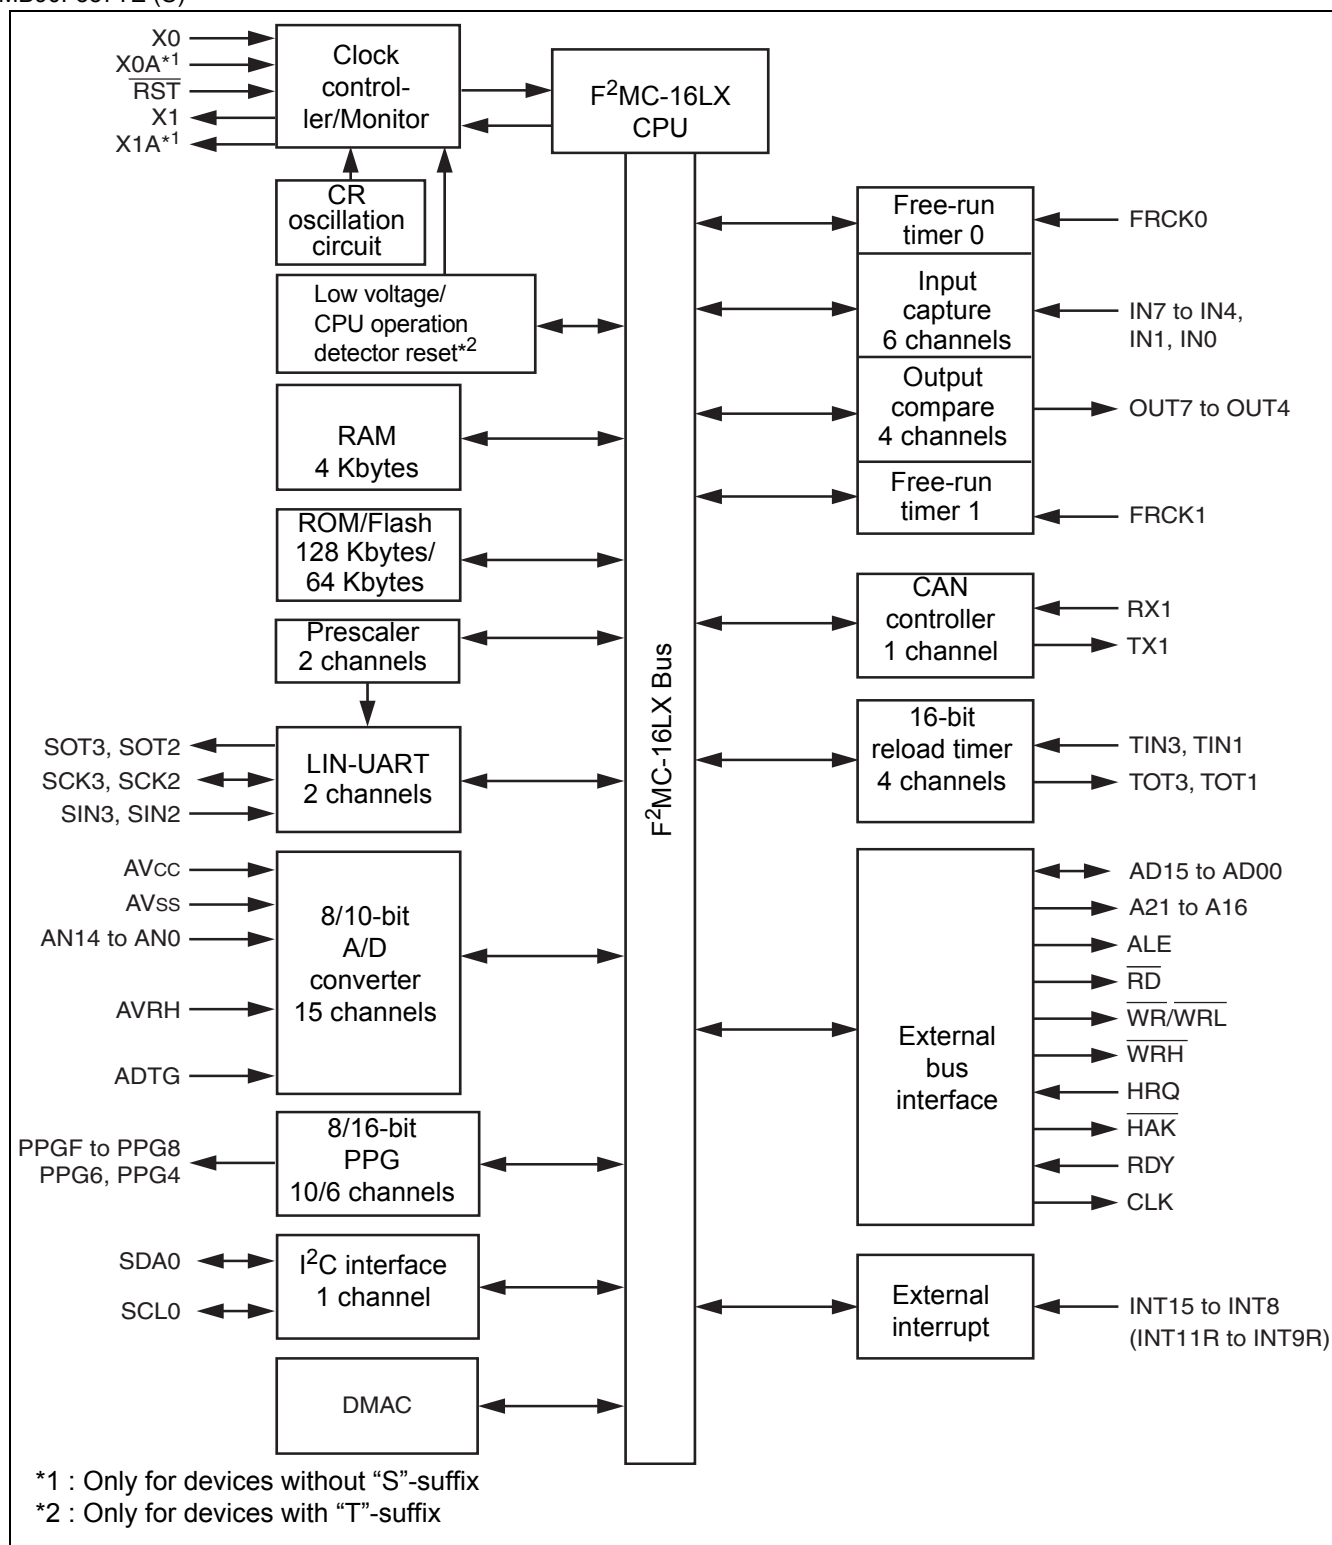 X0
X0A*1
RST
X1
X1A*1
Clock
control-
ler/Monitor
F2MC-16LX
CPU
CR
oscillation
circuit
Low voltage/
CPU operation
detector reset*2
RAM
4 Kbytes
ROM/Flash
128 Kbytes/
64 Kbytes
Prescaler
2 channels
SOT3, SOT2
SCK3, SCK2
SIN3, SIN2
LIN-UART
2 channels
AVCC
AVSS
AN14 to AN0
AVRH
ADTG
8/10-bit
A/D
converter
15 channels
PPGF to PPG8
PPG6, PPG4
8/16-bit
PPG
10/6 channels
SDA0
SCL0
I2C interface
1 channel
DMAC
F2MC-16LX Bus
Free-run
timer 0
FRCK0
Input
capture
6 channels
IN7 to IN4,
IN1, IN0
Output
compare
4 channels
OUT7 to OUT4
Free-run
timer 1
FRCK1
CAN
controller
1 channel
RX1
TX1
16-bit
reload timer
4 channels
TIN3, TIN1
TOT3, TOT1
External
bus
interface
AD15 to AD00
A21 to A16
ALE
RD
WR/WRL
WRH
HRQ
HAK
RDY
CLK
External
interrupt
INT15 to INT8
(INT11R to INT9R)
*1 : Only for devices without “S”-suffix
*2 : Only for devices with “T”-suffix